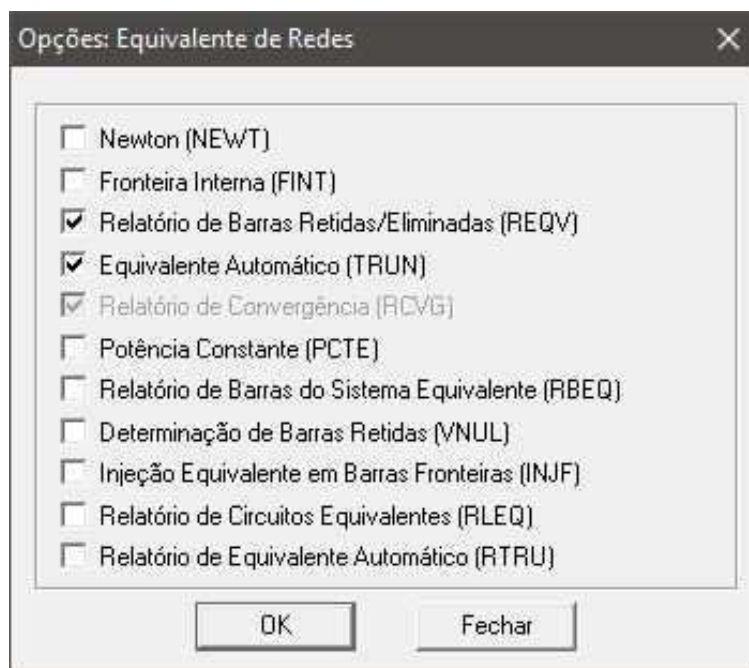 Opções: Equivalente de Redes
Newton (NEWT)
Fronteira Interna (FINT)
Relatório de Barras Retidas/Eliminadas (REQV)
Equivalente Automático (TRUN)
Relatório de Convergência (RCVG)
Potência Constante (PCTE)
Relatório de Barras do Sistema Equivalente (RBEQ)
Determinação de Barras Retidas (VNUL)
Injeção Equivalente em Barras Fronteiras (INJF)
Relatório de Circuitos Equivalentes (RLEQ)
Relatório de Equivalente Automático (RTRU)
OK
Fechar